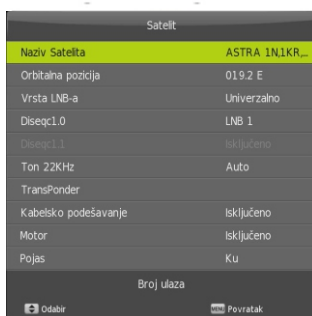 Satelit
Naziv Satelita ASTRA 1N,1KR,...
Orbitalna pozicija 019.2 E
Vrsta LNB-a Univerzalno
Diseqc1.0 LNB 1
Diseqc1.1 Isključeno
Ton 22KHz Auto
TransPonder
Kabelsko podešavanje Isključeno
Motor Isključeno
Pojas Ku
Broj ulaza
Odabir MENU Povratak